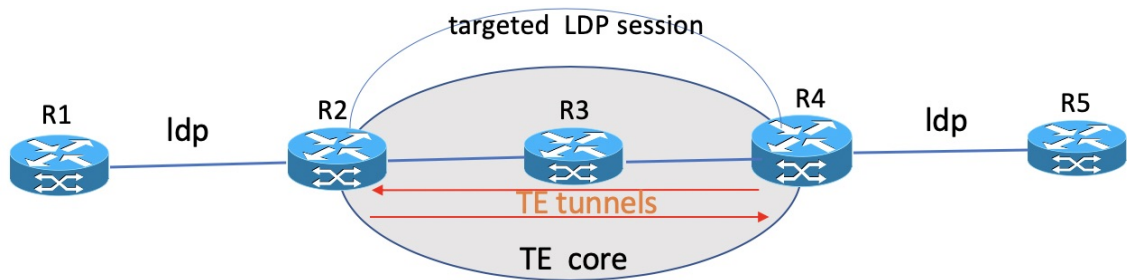 targeted LDP session
R1
R2
R3
R4
R5
ldp
ldp
TE tunnels
TE core